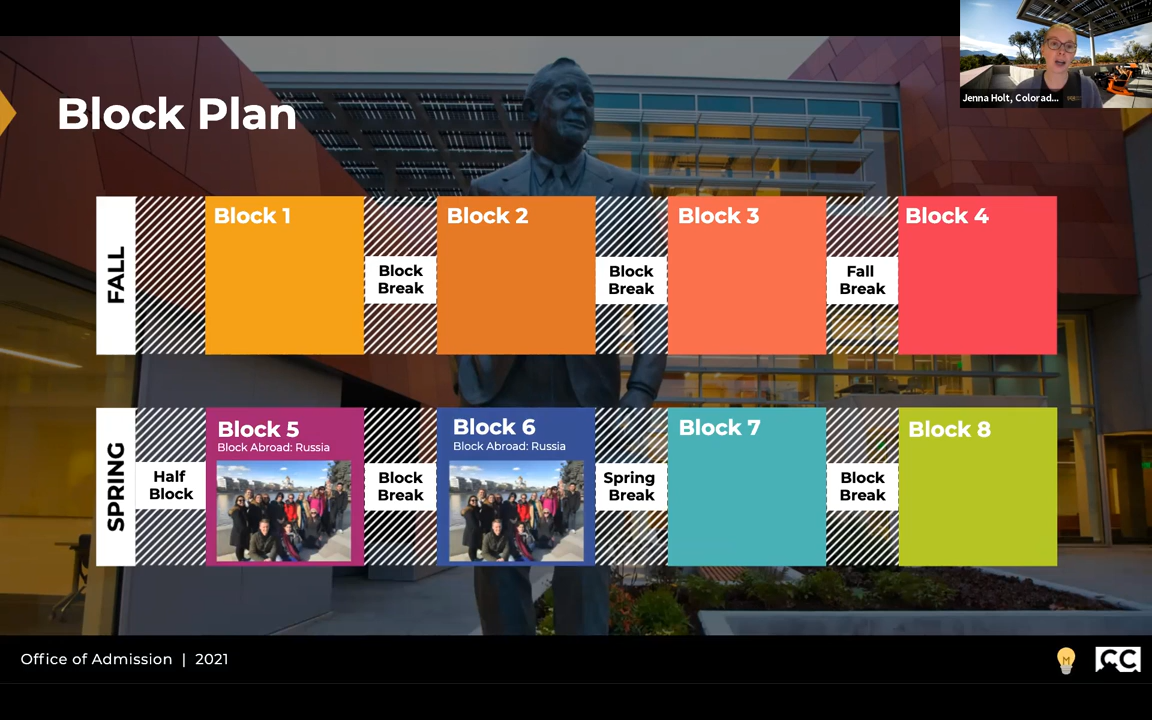 Jenna Holt, Colorad...
Block Plan
FALL
Block 1
Block
Break
Block 2
Block
Break
Block 3
Fall
Break
Block 4
SPRING
Half
Block
Block 5
Block Abroad: Russia
Block
Break
Block 6
Block Abroad: Russia
Spring
Break
Block 7
Block
Break
Block 8
Office of Admission | 2021
CC